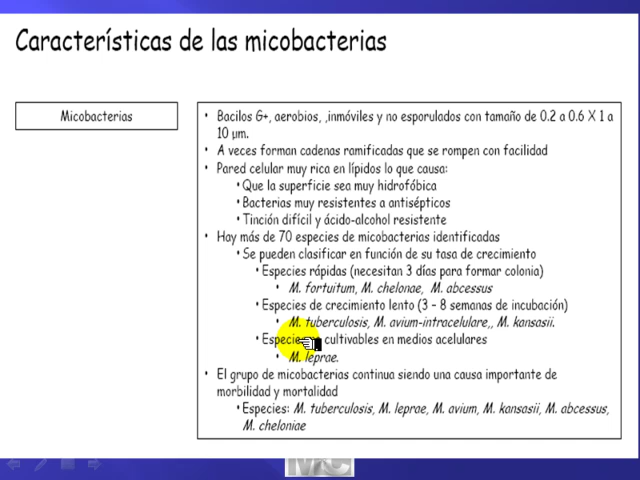 Características de las micobacterias
Micobacterias
• Bacilos G+, aerobios, ,inmóviles y no esporulados con tamaño de 0.2 a 0.6 X 1 a
10 µm.
• A veces forman cadenas ramificadas que se rompen con facilidad
• Pared celular muy rica en lípidos lo que causa:
• Que la superficie sea muy hidrofóbica
• Bacterias muy resistentes a antisépticos
• Tinción difícil y ácido-alcohol resistente
• Hay más de 70 especies de micobacterias identificadas
• Se pueden clasificar en función de su tasa de crecimiento
• Especies rápidas (necesitan 3 días para formar colonia)
• M. fortuitum, M. chelonae, M. abcessus
• Especies de crecimiento lento (3 – 8 semanas de incubación)
• M. tuberculosis, M. avium-intracelulare,, M. kansasii.
• cultivables en medios acelulares
• M. leprae.
• El grupo de micobacterias continua siendo una causa importante de
morbilidad y mortalidad
• Especies: M. tuberculosis, M. leprae, M. avium, M. kansasii, M. abcessus,
M. cheloniae